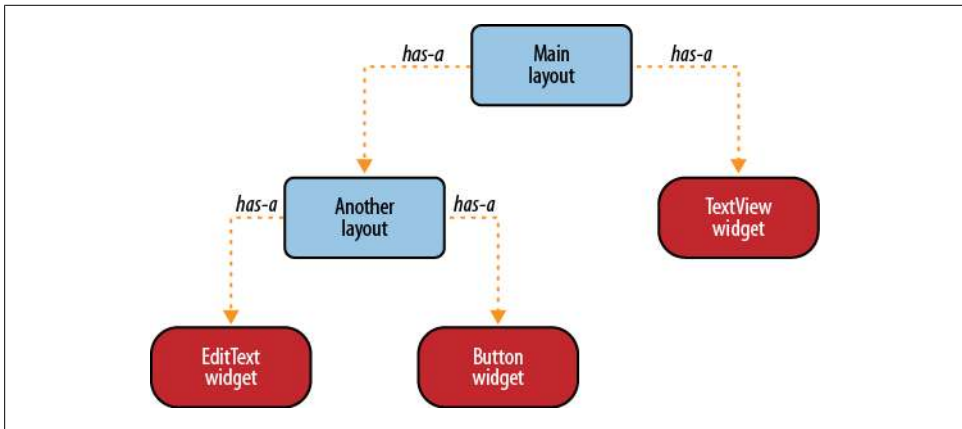 has-a
Main
layout
has-a
has-a
Another
layout
has-a
TextView
widget
EditText
widget
Button
widget